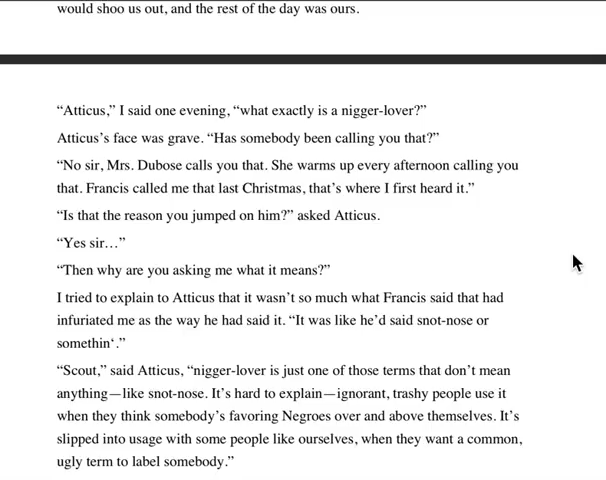 would shoo us out, and the rest of the day was ours.
“Atticus,” I said one evening, “what exactly is a nigger-lover?”
Atticus’s face was grave. “Has somebody been calling you that?”
“No sir, Mrs. Dubose calls you that. She warms up every afternoon calling you
that. Francis called me that last Christmas, that’s where I first heard it.”
“Is that the reason you jumped on him?” asked Atticus.
“Yes sir…”
“Then why are you asking me what it means?”
I tried to explain to Atticus that it wasn’t so much what Francis said that had
infuriated me as the way he had said it. “It was like he’d said snot-nose or
somethin‘.”
“Scout,” said Atticus, “nigger-lover is just one of those terms that don’t mean
anything—like snot-nose. It’s hard to explain—ignorant, trashy people use it
when they think somebody’s favoring Negroes over and above themselves. It’s
slipped into usage with some people like ourselves, when they want a common,
ugly term to label somebody.”